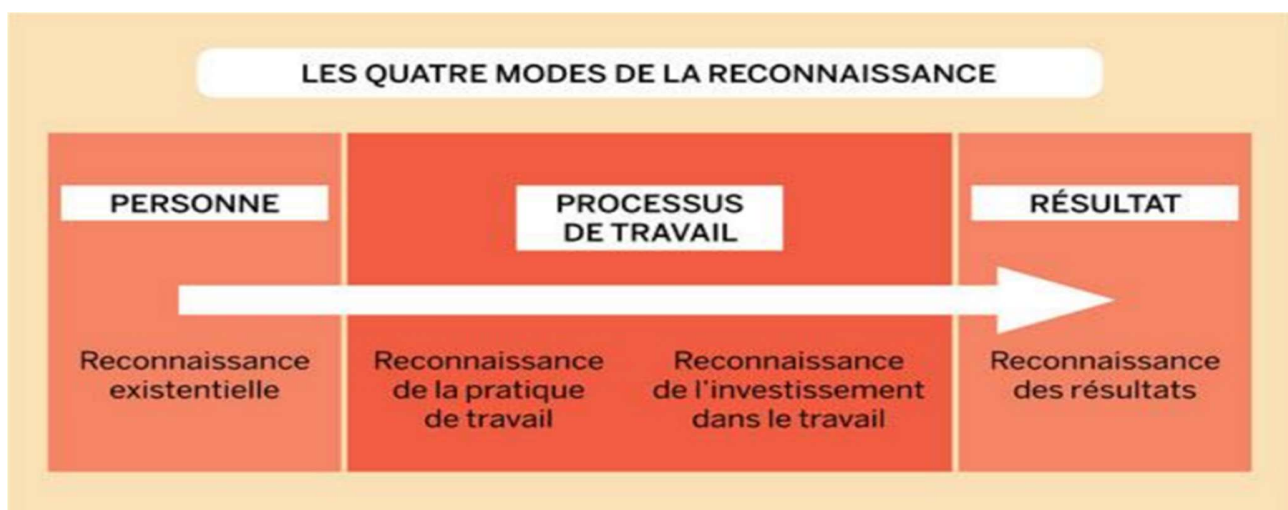 LES QUATRE MODES DE LA RECONNAISSANCE
PERSONNE
Reconnaissance
existentielle
PROCESSUS
DE TRAVAIL
Reconnaissance
de la pratique
de travail
Reconnaissance
de l'investissement
dans le travail
RÉSULTAT
Reconnaissance
des résultats